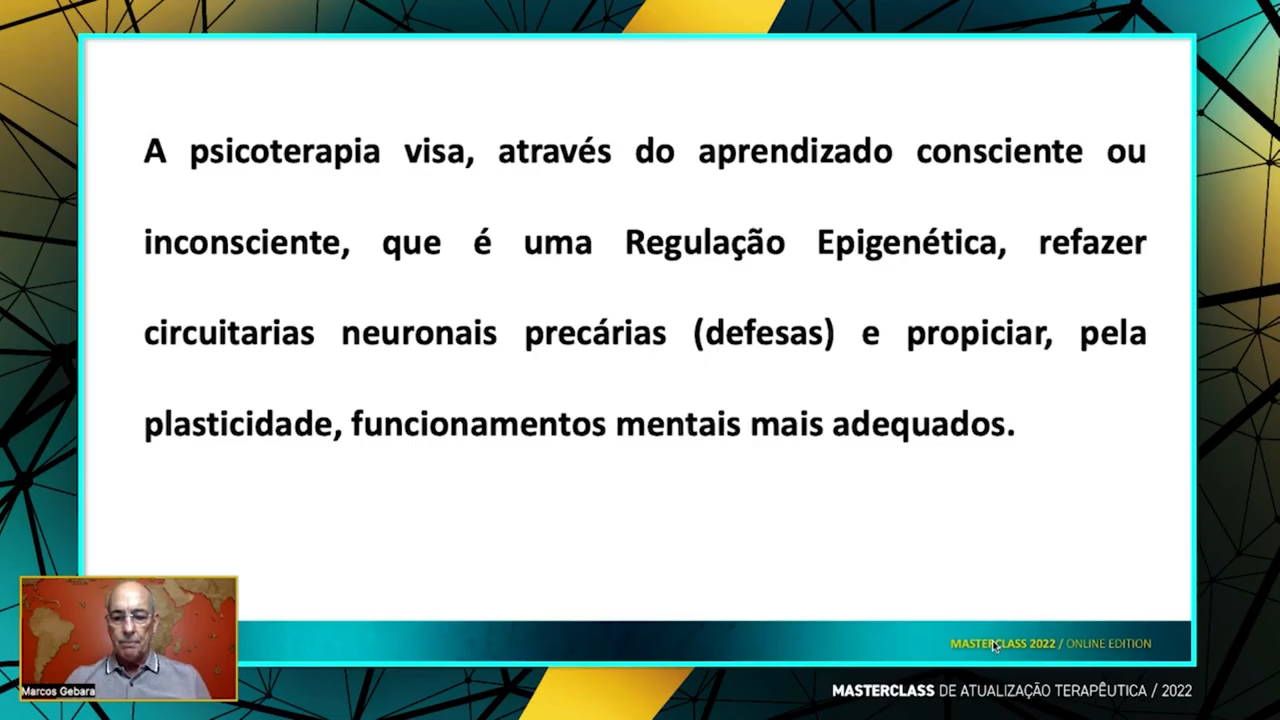 A psicoterapia visa, através do aprendizado consciente ou
inconsciente, que é uma Regulação Epigenética, refazer
circuitarias neuronais precárias (defesas) e propiciar, pela
plasticidade, funcionamentos mentais mais adequados.
MASTERCLASS 2022 / ONLINE EDITION
Marcos Gebara
MASTERCLASS DE ATUALIZAÇÃO TERAPÊUTICA / 2022